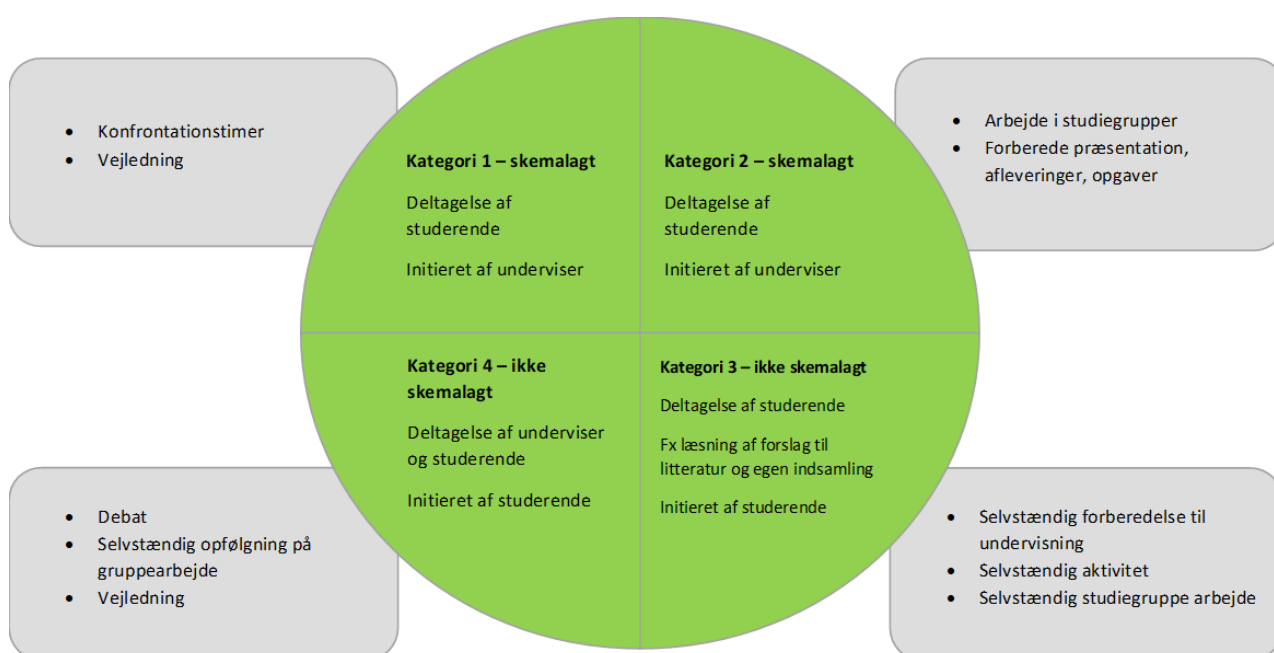 • Konfrontationstimer
• Vejledning
Kategori 1 – skemalagt
Deltagelse af
studerende
Initieret af underviser
Kategori 2 – skemalagt
Deltagelse af
studerende
Initieret af underviser
• Arbejde i studiegrupper
• Forberede præsentation,
afleveringer, opgaver
• Debat
• Selvstændig opfølgning på
gruppearbejde
• Vejledning
Kategori 4 – ikke
skemalagt
Deltagelse af underviser
og studerende
Initieret af studerende
Kategori 3 – ikke skemalagt
Deltagelse af studerende
Fx læsning af forslag til
litteratur og egen indsamling
Initieret af studerende
• Selvstændig forberedelse til
undervisning
• Selvstændig aktivitet
• Selvstændig studiegruppe arbejde